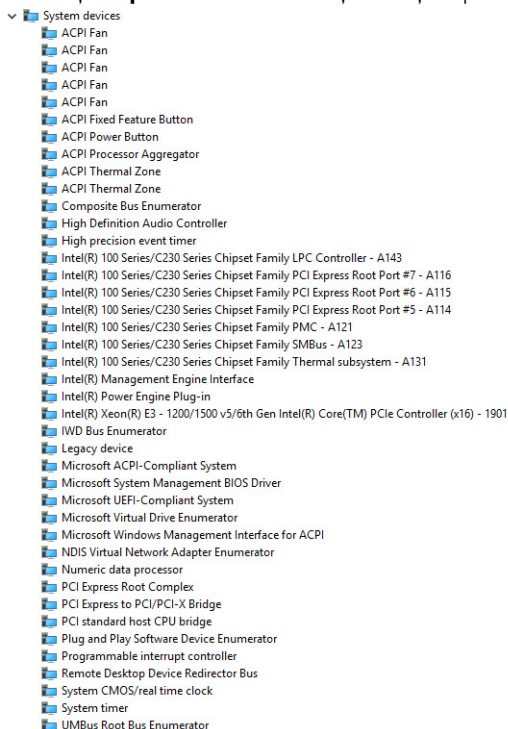 System devices
ACPI Fan
ACPI Fan
ACPI Fan
ACPI Fan
ACPI Fan
ACPI Fixed Feature Button
ACPI Power Button
ACPI Processor Aggregator
ACPI Thermal Zone
ACPI Thermal Zone
Composite Bus Enumerator
High Definition Audio Controller
High precision event timer
Intel(R) 100 Series/C230 Series Chipset Family LPC Controller - A143
Intel(R) 100 Series/C230 Series Chipset Family PCI Express Root Port #7 - A116
Intel(R) 100 Series/C230 Series Chipset Family PCI Express Root Port #6 - A115
Intel(R) 100 Series/C230 Series Chipset Family PCI Express Root Port #5 - A114
Intel(R) 100 Series/C230 Series Chipset Family PMC - A121
Intel(R) 100 Series/C230 Series Chipset Family SMBus - A123
Intel(R) 100 Series/C230 Series Chipset Family Thermal subsystem - A131
Intel(R) Management Engine Interface
Intel(R) Power Engine Plug-in
Intel(R) Xeon(R) E3 - 1200/1500 v5/6th Gen Intel(R) Core(TM) PCIe Controller (x16) - 1901
IWD Bus Enumerator
Legacy device
Microsoft ACPI-Compliant System
Microsoft System Management BIOS Driver
Microsoft UEFI-Compliant System
Microsoft Virtual Drive Enumerator
Microsoft Windows Management Interface for ACPI
NDIS Virtual Network Adapter Enumerator
Numeric data processor
PCI Express Root Complex
PCI Express to PCI/PCI-X Bridge
PCI standard host CPU bridge
Plug and Play Software Device Enumerator
Programmable interrupt controller
Remote Desktop Device Redirector Bus
System CMOS/real time clock
System timer
UMBus Root Bus Enumerator